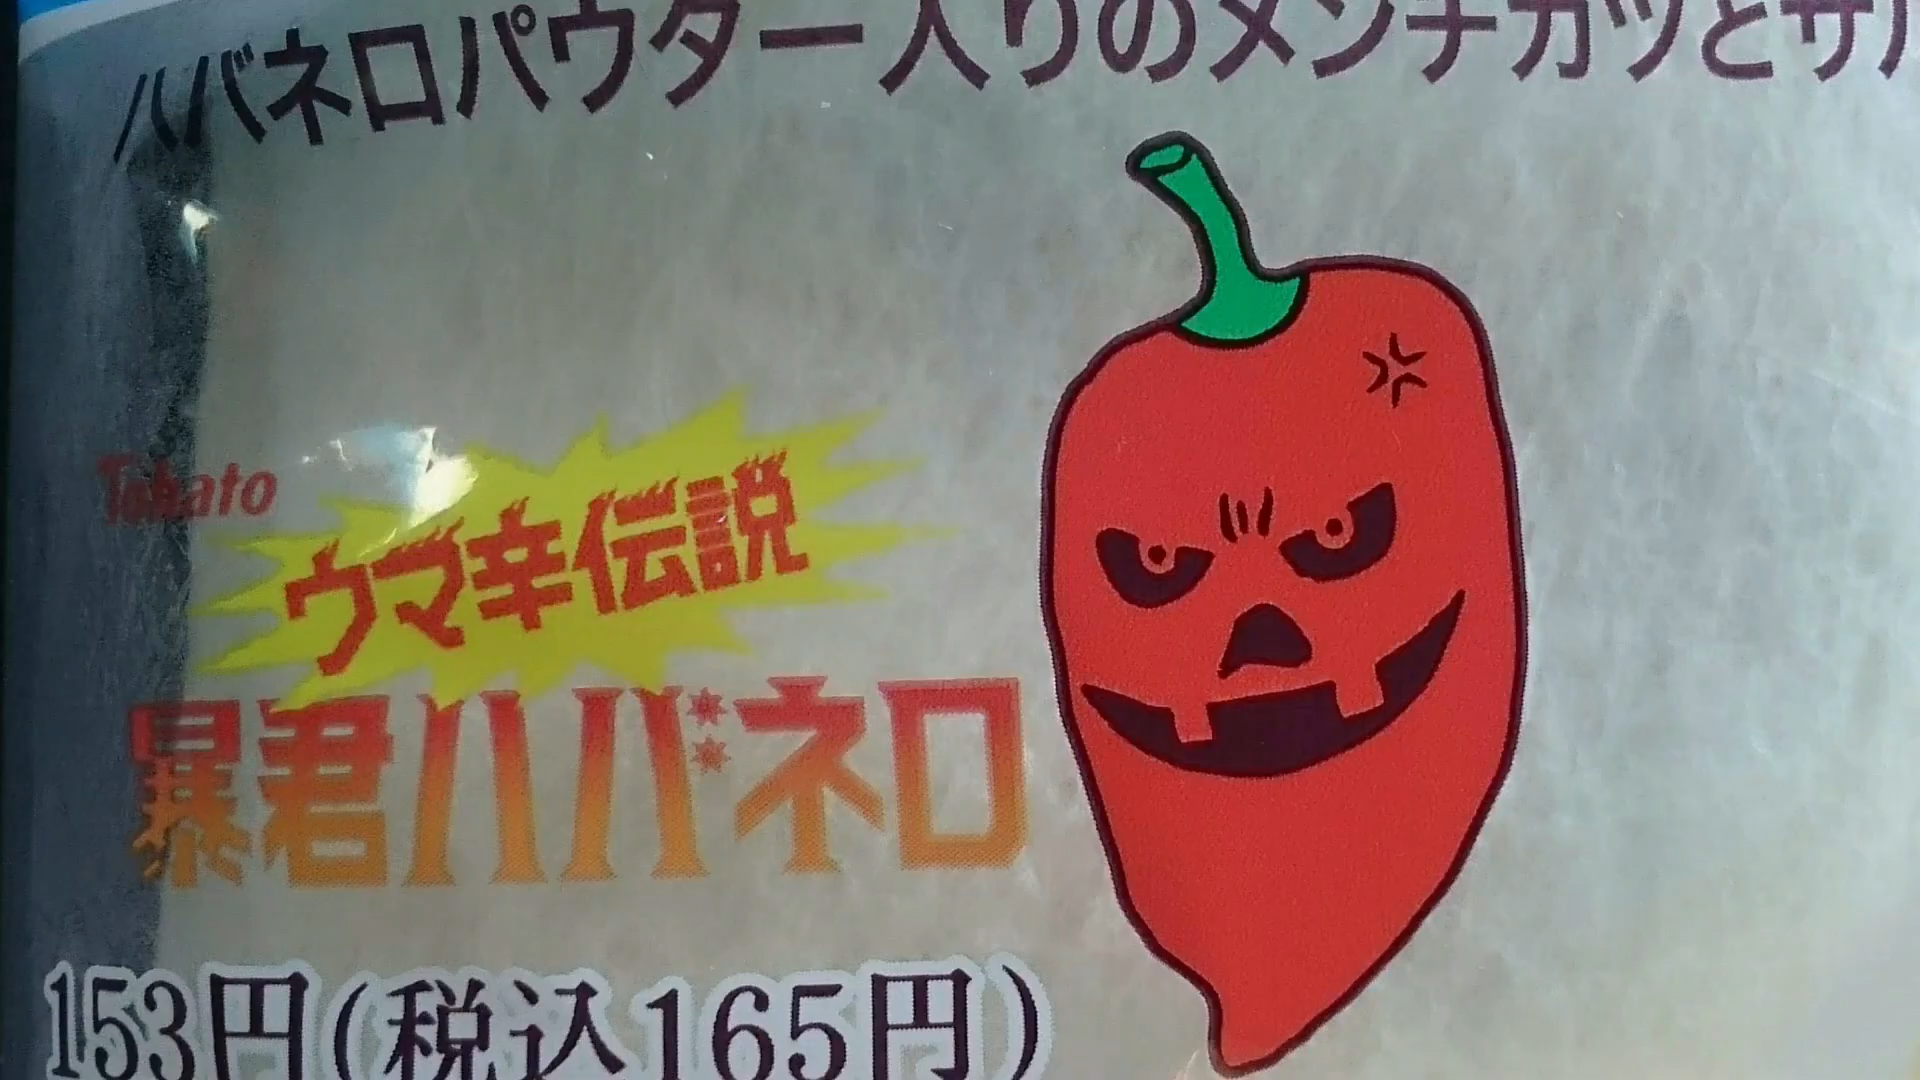 ハバネロパウダー入りのメンチカツとサ
Tohato
ウマ辛伝説
暴君ハバネロ
153円(税込165円)